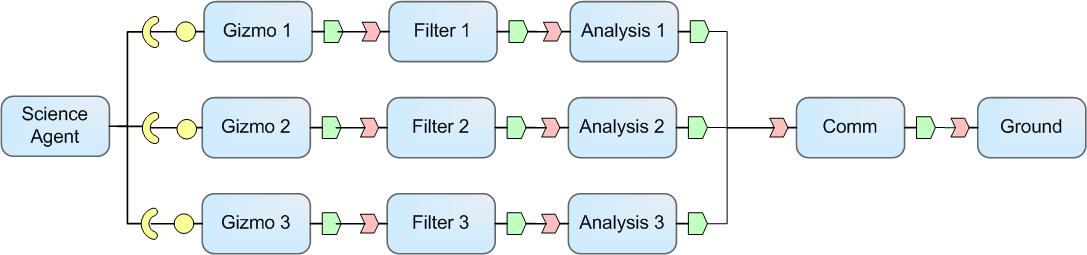 Gizmo 1
Filter 1
Analysis 1
Science
Agent
Gizmo 2
Filter 2
Analysis 2
Comm
Ground
Gizmo 3
Filter 3
Analysis 3